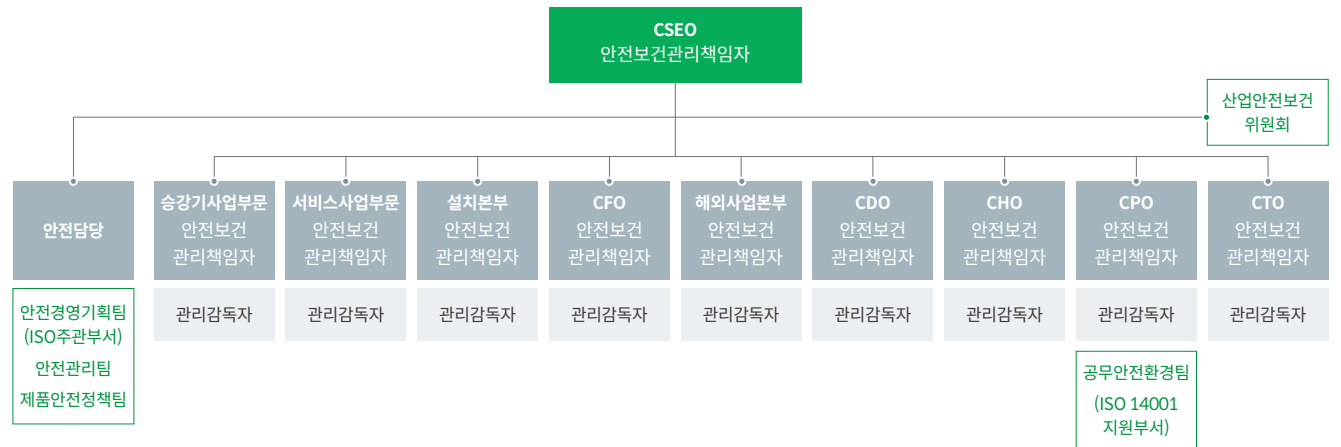 CSEO
안전보건관리책임자
산업안전보건
위원회
안전담당
승강기사업부문
안전보건
관리책임자
서비스사업부문
안전보건
관리책임자
설치본부
안전보건
관리책임자
CFO
안전보건
관리책임자
해외사업본부
안전보건
관리책임자
CDO
안전보건
관리책임자
CHO
안전보건
관리책임자
CPO
안전보건
관리책임자
CTO
안전보건
관리책임자
안전경영기획팀
(ISO주관부서)
안전관리팀
제품안전정책팀
관리감독자
관리감독자
관리감독자
관리감독자
관리감독자
관리감독자
관리감독자
관리감독자
관리감독자
공무안전환경팀
(ISO 14001
지원부서)